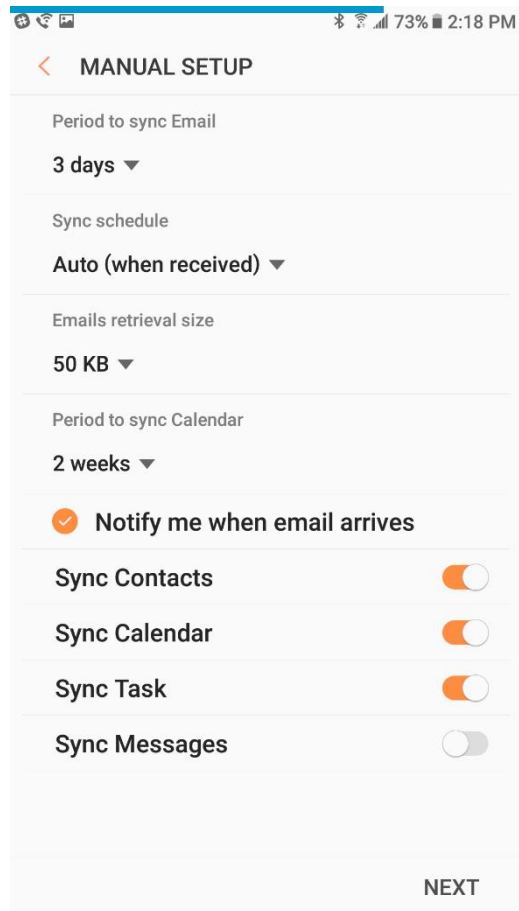 73% 2:18 PM
MANUAL SETUP
Period to sync Email
3 days
Sync schedule
Auto (when received)
Emails retrieval size
50 KB
Period to sync Calendar
2 weeks
Notify me when email arrives
Sync Contacts
Sync Calendar
Sync Task
Sync Messages
NEXT